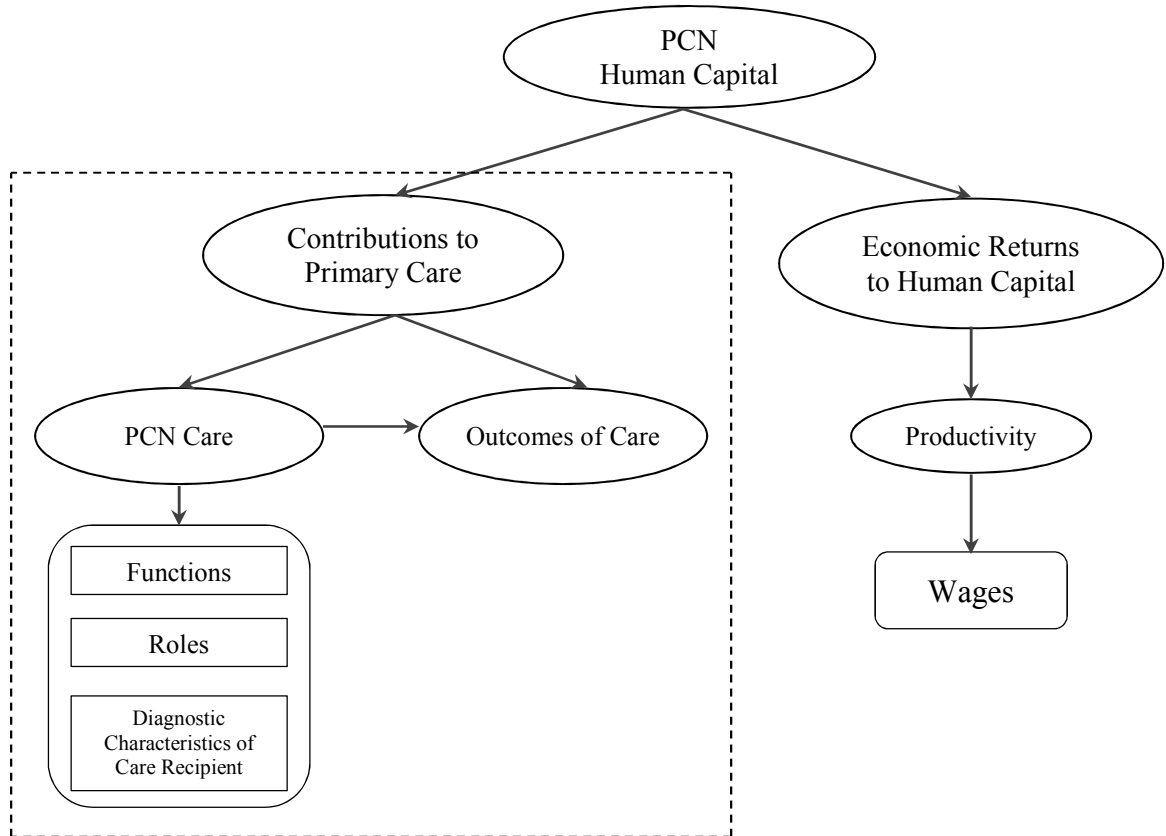 PCN
Human Capital
Contributions to
Primary Care
Economic Returns
to Human Capital
PCN Care
Outcomes of Care
Productivity
Functions
Roles
Diagnostic
Characteristics of
Care Recipient
Wages